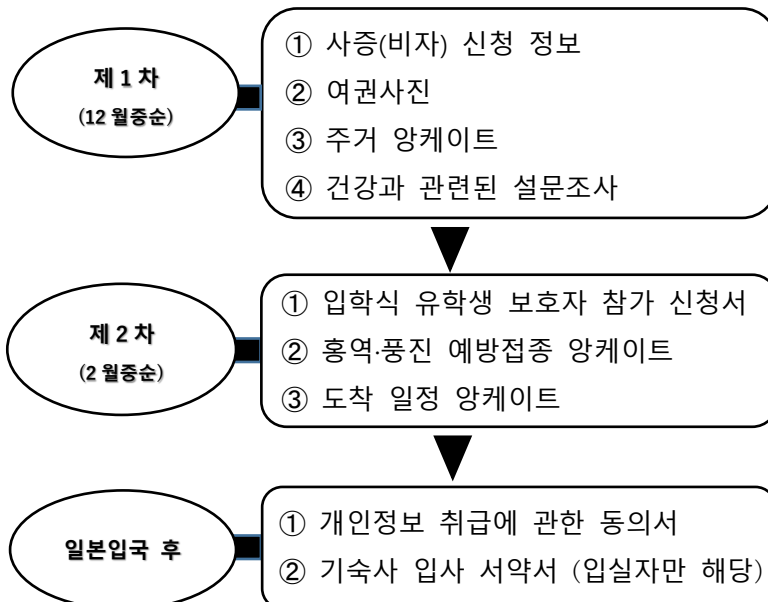 제 1 차
(12 월중순)
① 사증(비자) 신청 정보
② 여권사진
③ 주거 앙케이트
④ 건강과 관련된 설문조사
제 2 차
(2 월중순)
① 입학식 유학생 보호자 참가 신청서
② 홍역·풍진 예방접종 앙케이트
③ 도착 일정 앙케이트
일본입국 후
① 개인정보 취급에 관한 동의서
② 기숙사 입사 서약서 (입실자만 해당)